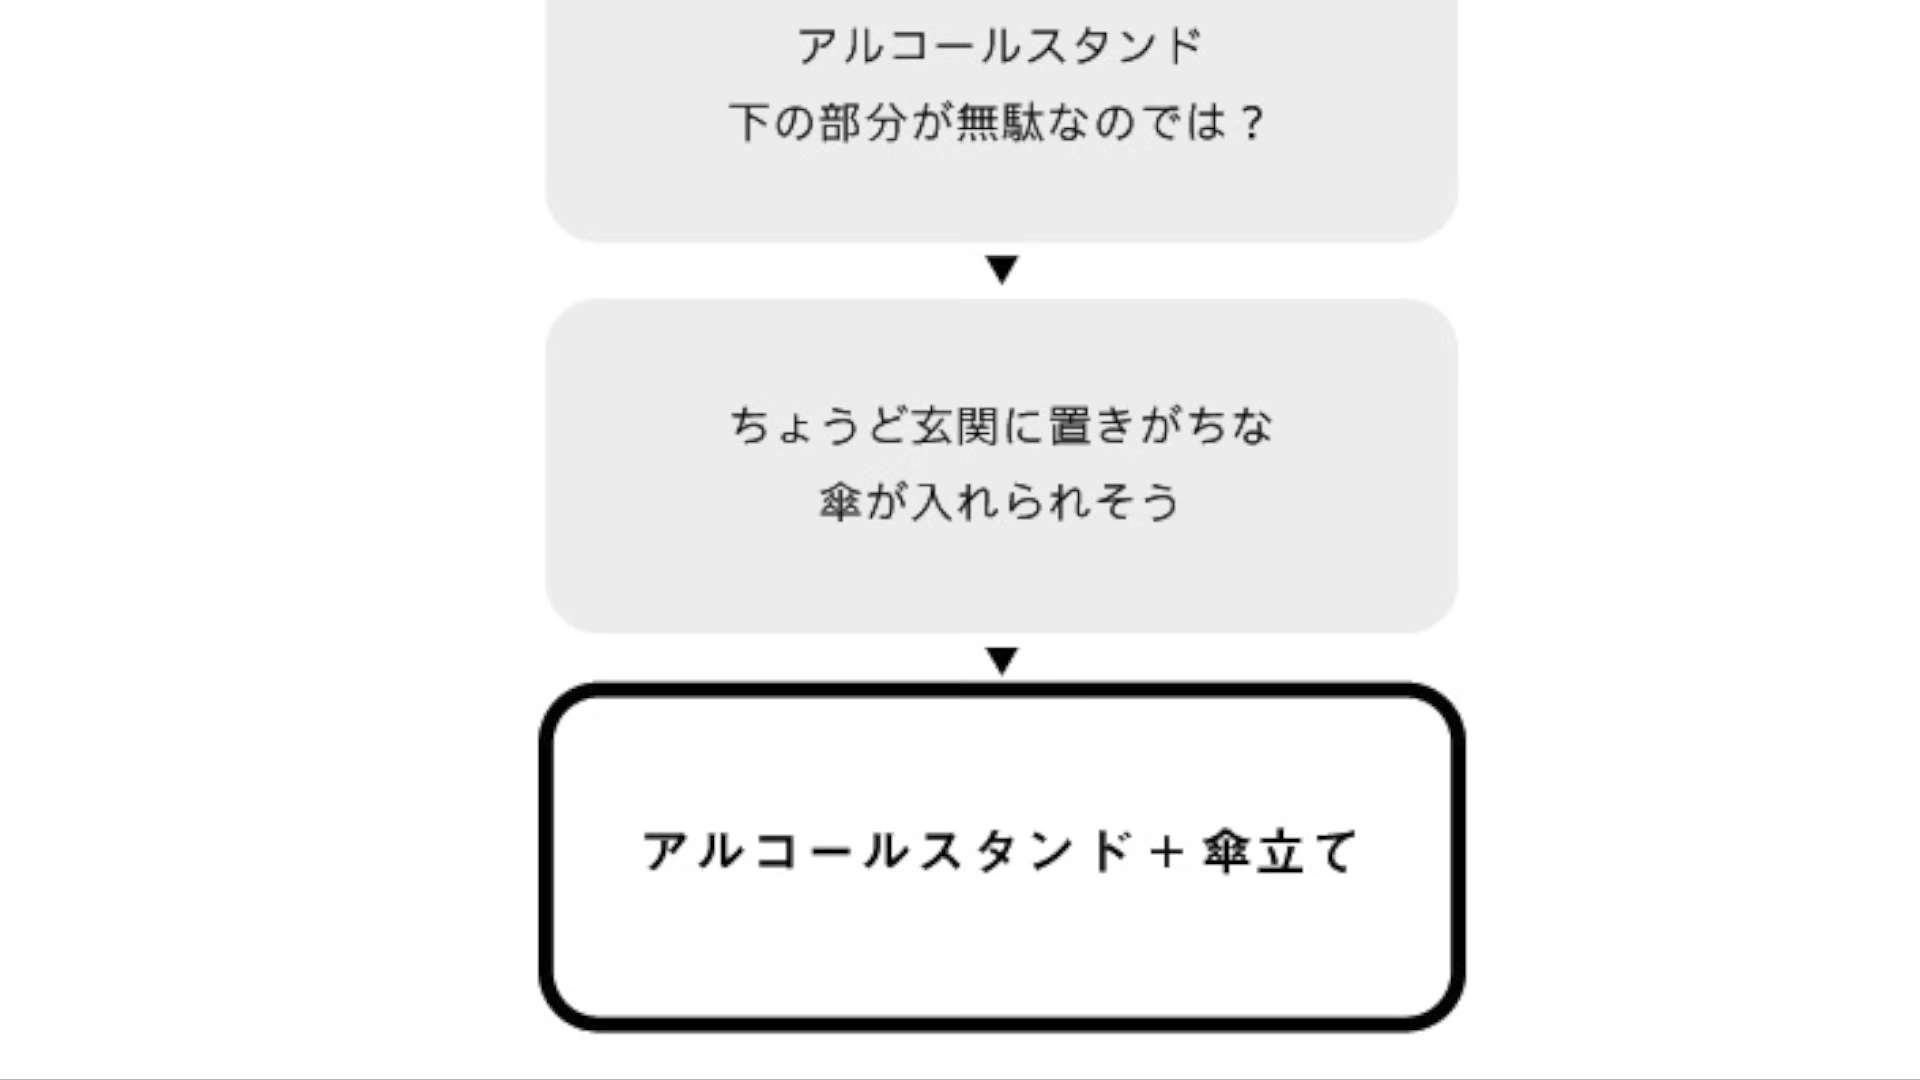 アルコールスタンド
下の部分が無駄なのでは？
ちょうど玄関に置きがちな
傘が入れられそう
アルコールスタンド＋傘立て